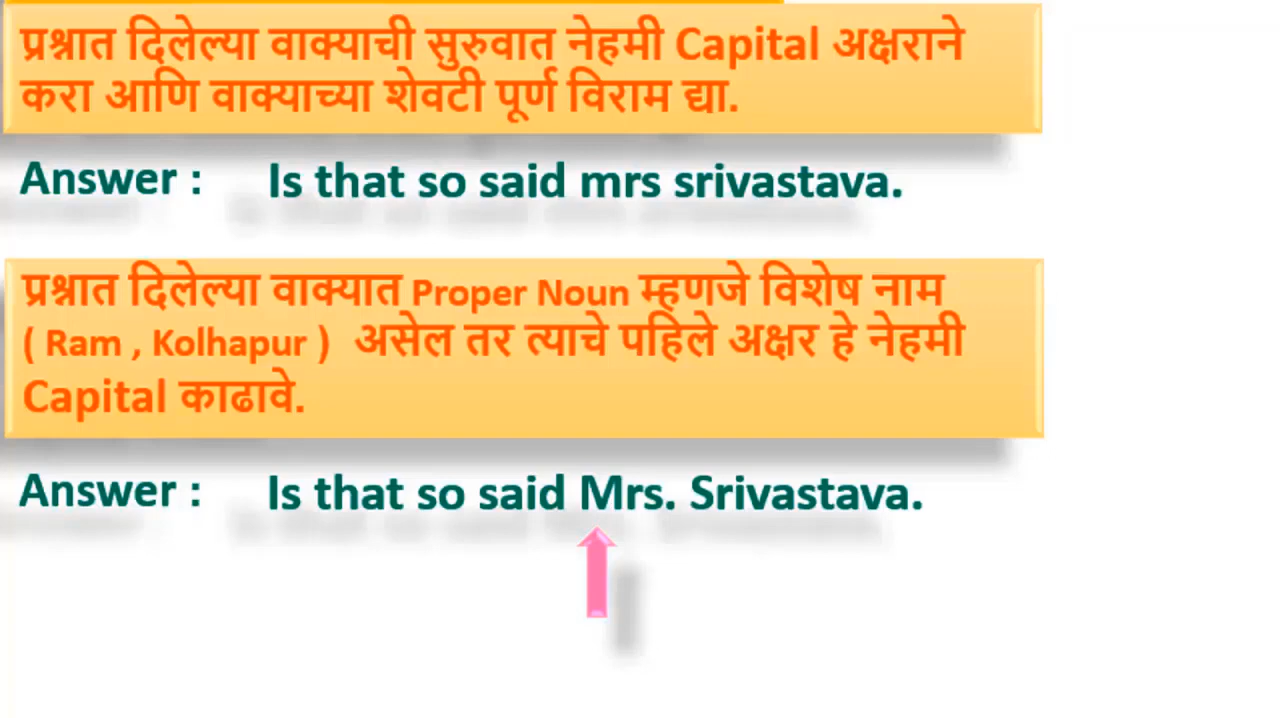 प्रश्नात दिलेल्या वाक्याची सुरुवात नेहमी Capital अक्षराने
करा आणि वाक्याच्या शेवटी पूर्ण विराम द्या.
Answer : Is that so said mrs srivastava.
प्रश्नात दिलेल्या वाक्यात Proper Noun म्हणजे विशेष नाम
( Ram , Kolhapur ) असेल तर त्याचे पहिले अक्षर हे नेहमी
Capital काढावे.
Answer : Is that so said Mrs. Srivastava.